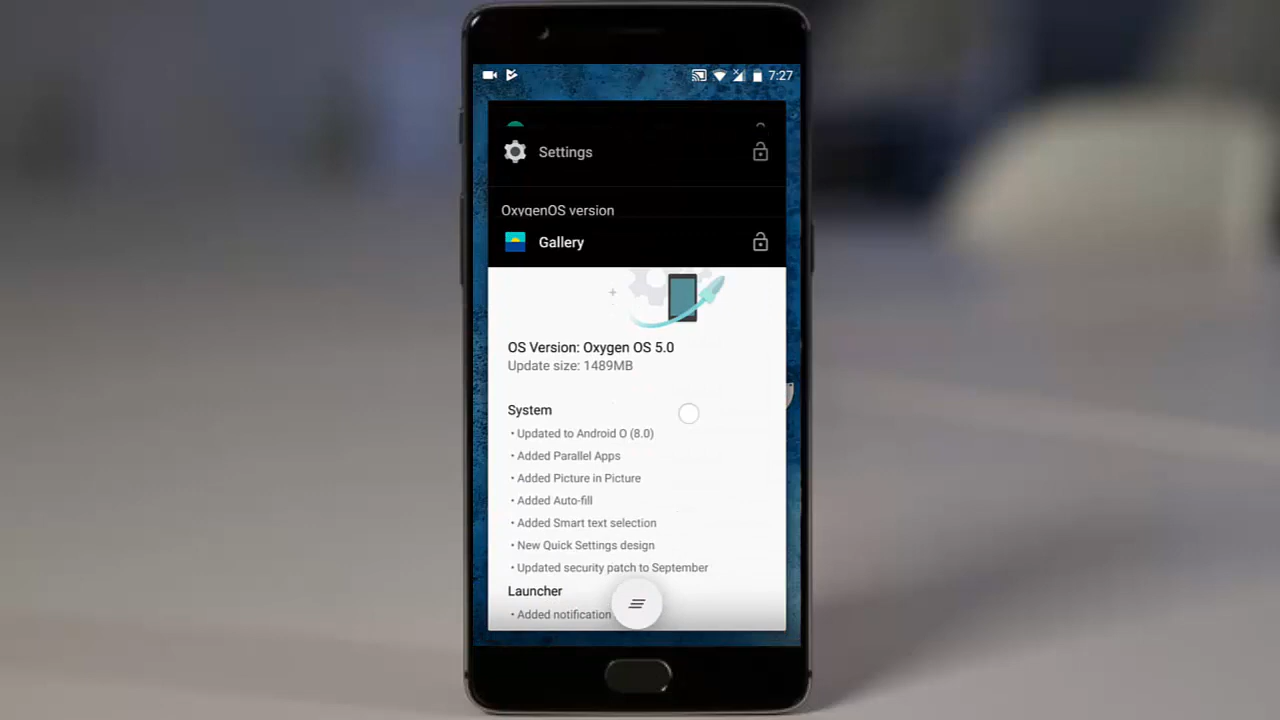 7:27
Settings
OxygenOS version
Gallery
OS Version: Oxygen OS 5.0
Update size: 1489MB
System
• Updated to Android O (8.0)
• Added Parallel Apps
• Added Picture in Picture
• Added Auto-fill
• Added Smart text selection
• New Quick Settings design
• Updated security patch to September
Launcher
• Added notification